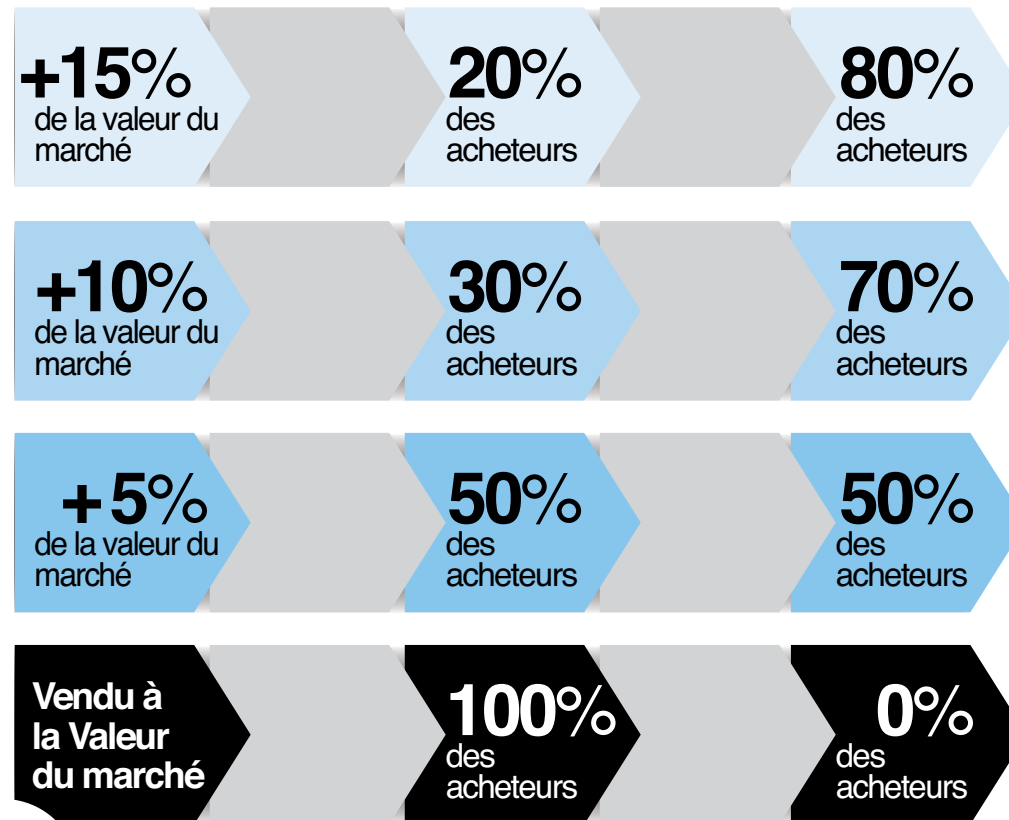 +15% 20% 80%
de la valeur du des des
marché acheteurs acheteurs
+10% 30% 70%
de la valeur du des des
marché acheteurs acheteurs
+ 5% 50% 50%
de la valeur du des des
marché acheteurs acheteurs
Vendu à
la Valeur
du marché
100% 0%
des des
acheteurs acheteurs